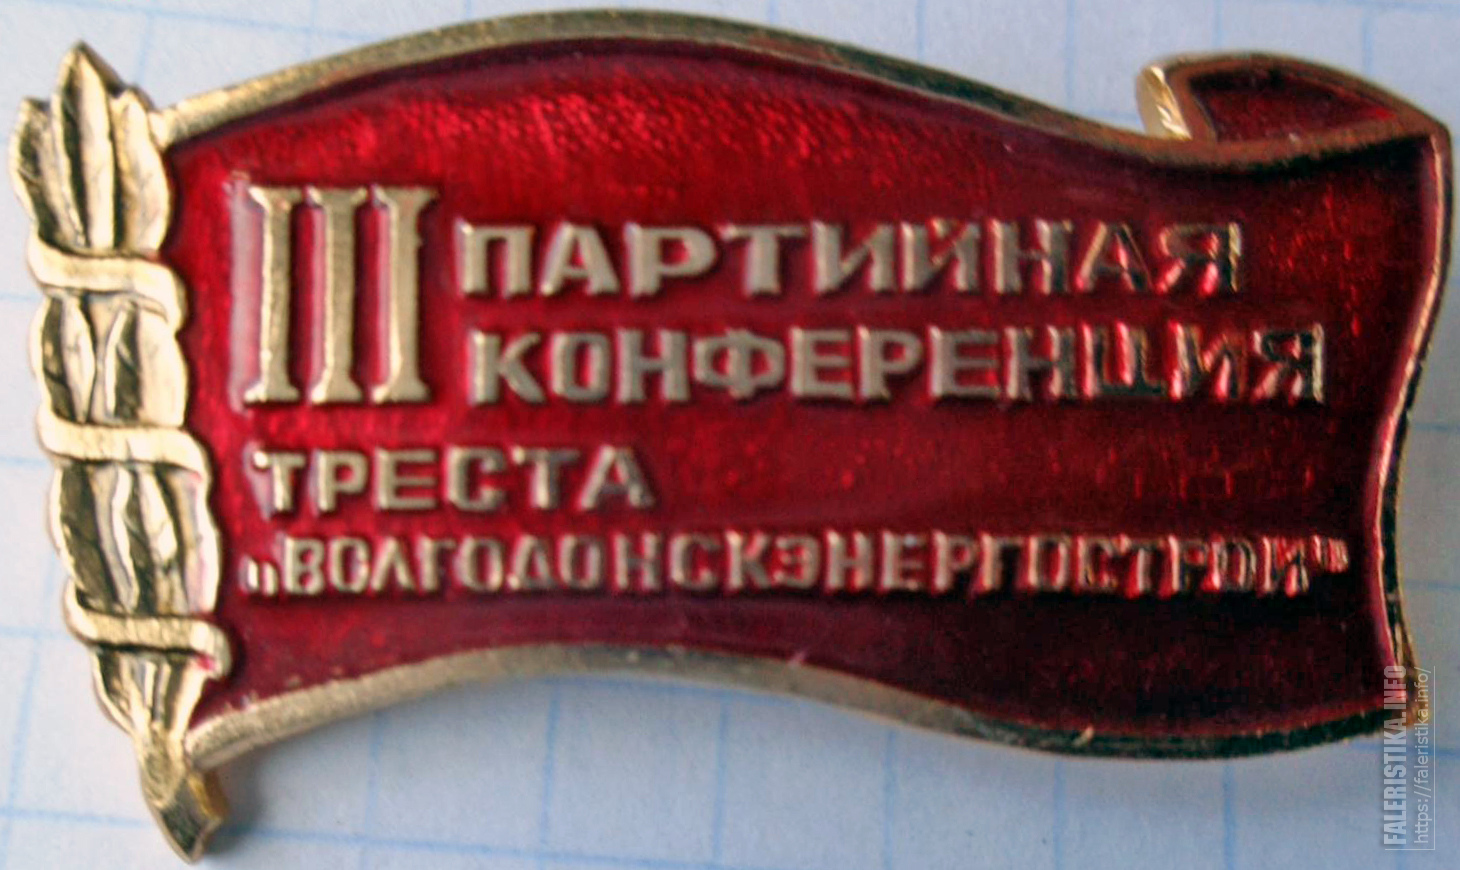 III ПАРТИЙНАЯ
КОНФЕРЕНЦИЯ
ТРЕСТА
„ВОЛГОДОНСКЭНЕРГОСТРОЙ"
FALERISTIKA.INFO
https://faleristika.info/